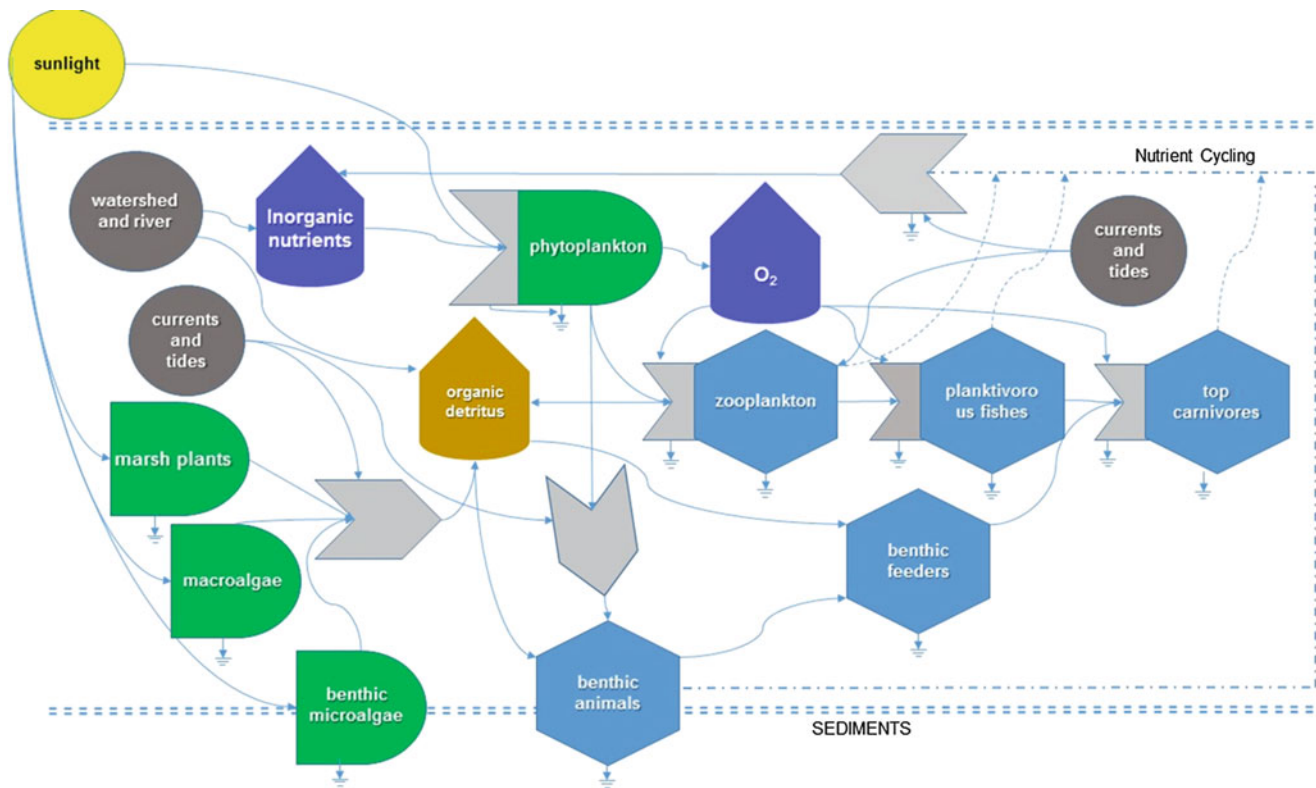 sunlight
Nutrient Cycling
watershed
and river
Inorganic
nutrients
phytoplankton
O₂
currents
and
tides
currents
and
tides
organic
detritus
zooplankton
planktivoro
us fishes
top
carnivores
marsh plants
macroalgae
benthic
feeders
benthic
microalgae
benthic
animals
SEDIMENTS